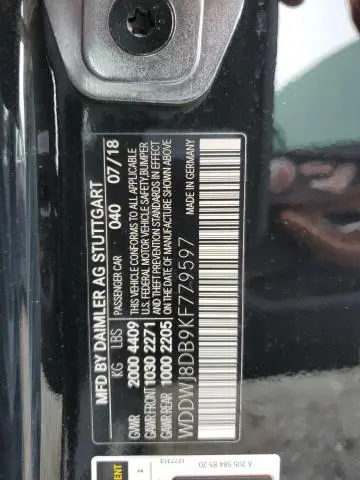 MFD BY DAIMLER AG STUTTGART
PASSENGER CAR 040 07/18
KG LBS
GVWR 2000 4409
GAWR FRONT 1030 2271
GAWR REAR 1000 2205
THIS VEHICLE CONFORMS TO ALL APPLICABLE
U.S. FEDERAL MOTOR VEHICLE SAFETY, BUMPER
AND THEFT PREVENTION STANDARDS IN EFFECT
ON THE DATE OF MANUFACTURE SHOWN ABOVE
MADE IN GERMANY
WDDWJ8DB9KF779597
A 205 584 85 20
1277313